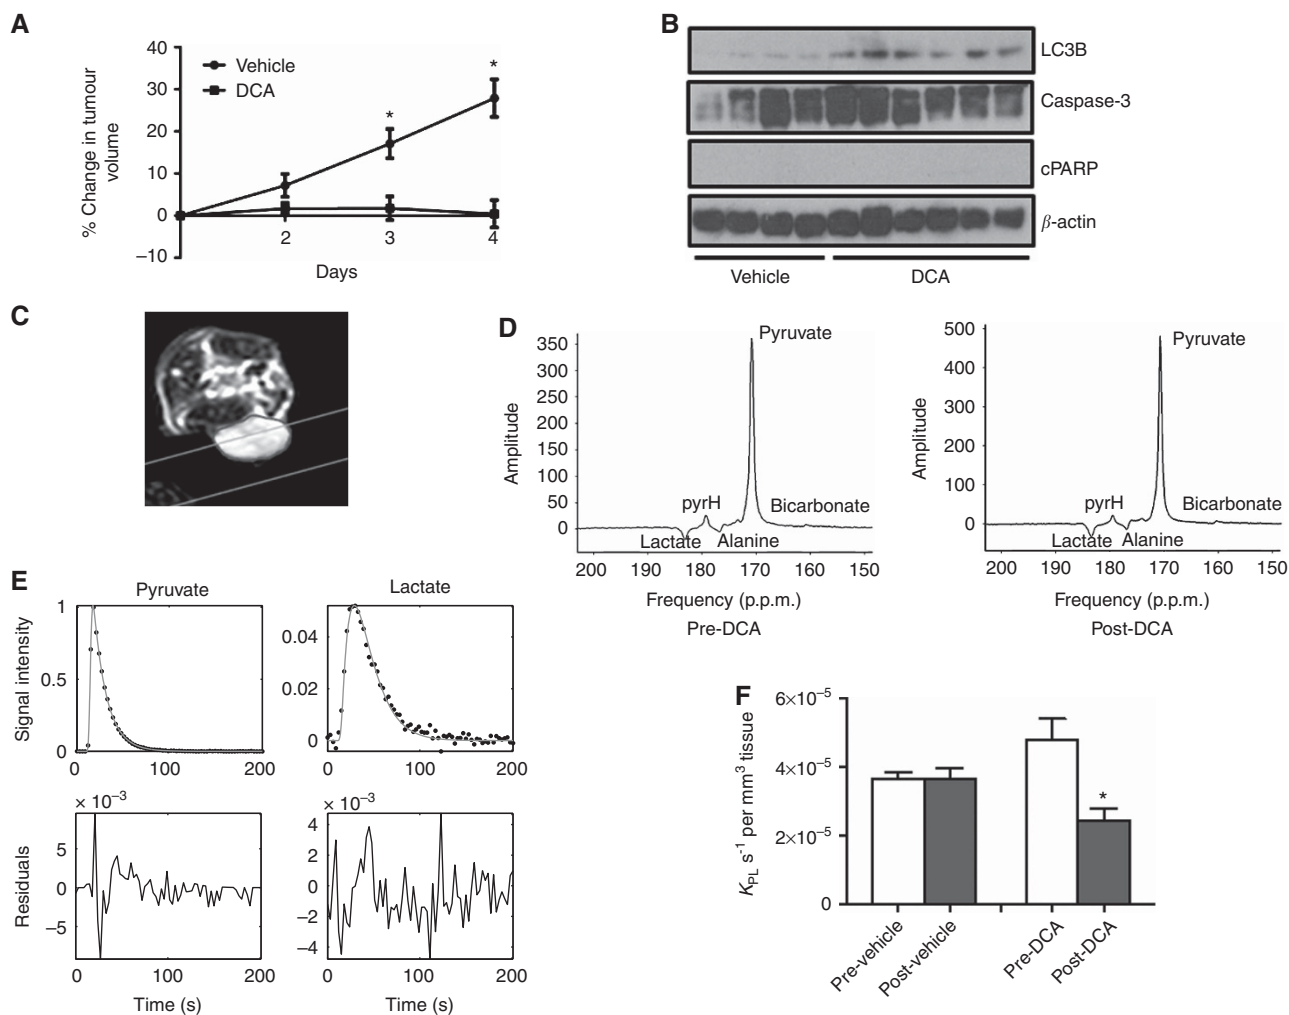 A
% Change in tumour
volume
40
30
20
10
0
–10
Vehicle
DCA
*
*
2
3
4
Days
B
LC3B
Caspase-3
cPARP
β-actin
Vehicle
DCA
C
D
Amplitude
350
300
250
200
150
100
50
0
Pyruvate
pyrH
Bicarbonate
Lactate
Alanine
200
190
180
170
160
150
Frequency (p.p.m.)
Pre-DCA
Amplitude
500
400
300
200
100
0
Pyruvate
pyrH
Bicarbonate
Lactate
Alanine
200
190
180
170
160
150
Frequency (p.p.m.)
Post-DCA
E
Pyruvate
Signal intensity
1
0.5
0
0
100
200
Lactate
0.04
0.02
0
0
100
200
Residuals
× 10–3
5
0
–5
0
100
200
Time (s)
× 10–3
4
2
0
–2
–4
0
100
200
Time (s)
F
KPL s-1 per mm3 tissue
6×10-5
4×10-5
2×10-5
0
*
Pre-vehicle
Post-vehicle
Pre-DCA
Post-DCA